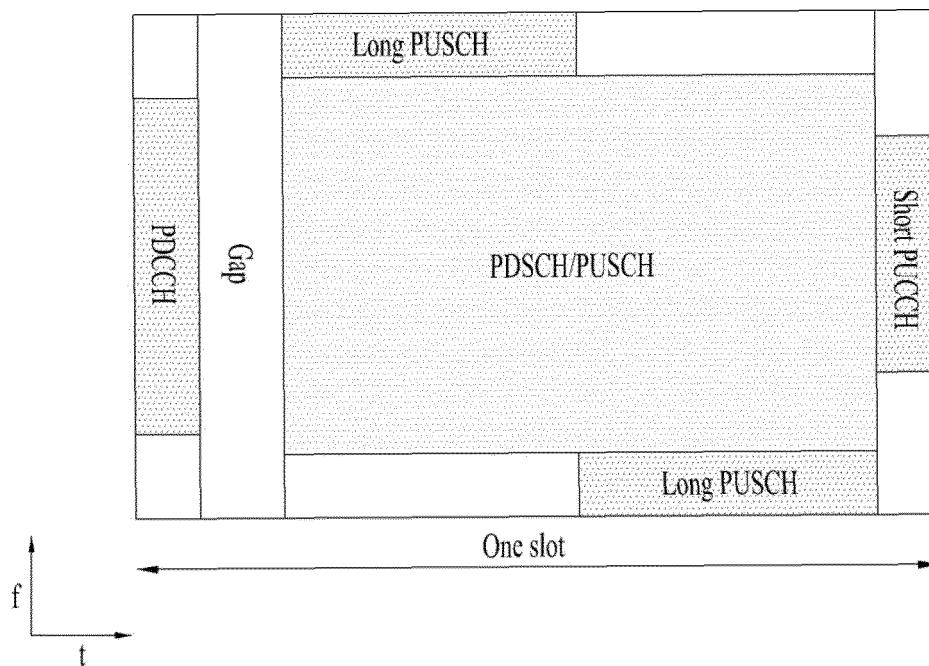 Long PUSCH
PDCCH
Gap
PDSCH/PUSCH
Short PUCCH
Long PUSCH
One slot
f
t